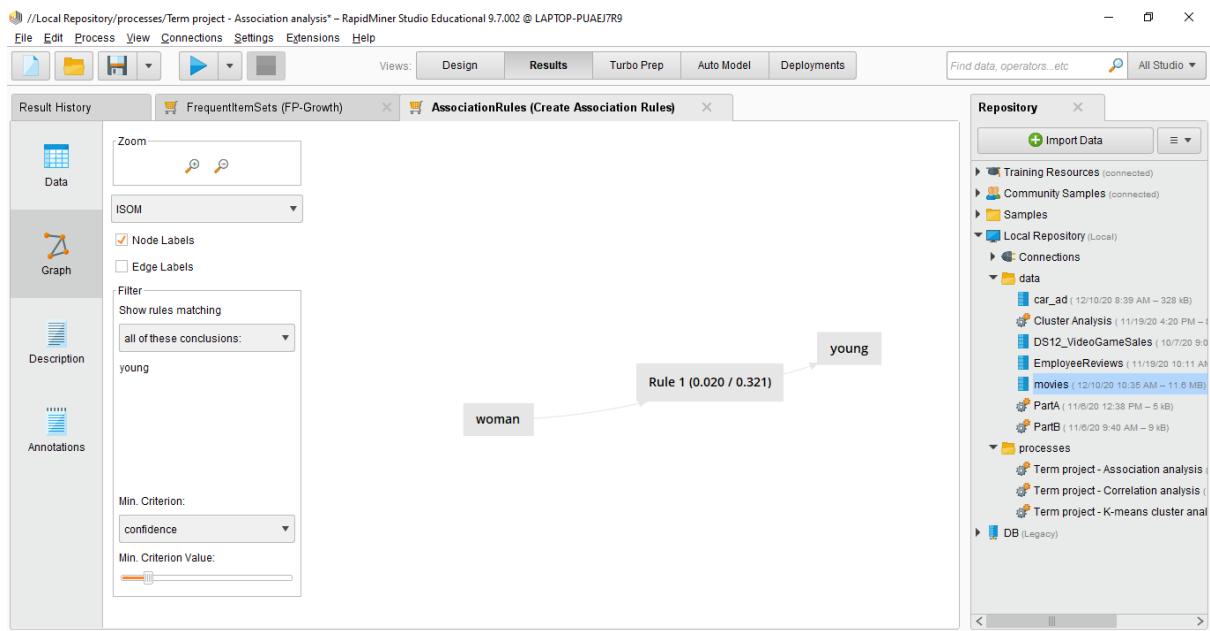 //Local Repository/processes/Term project - Association analysis* – RapidMiner Studio Educational 9.7.002 @ LAPTOP-PUAEJ7R9
File Edit Process View Connections Settings Extensions Help
Views: Design Results Turbo Prep Auto Model Deployments
Find data, operators...etc
All Studio
Result History
FrequentItemSets (FP-Growth)
AssociationRules (Create Association Rules)
Data
Graph
Description
Annotations
Zoom
ISOM
Node Labels
Edge Labels
Filter
Show rules matching
all of these conclusions:
young
Min. Criterion:
confidence
Min. Criterion Value:
woman
Rule 1 (0.020 / 0.321)
young
Repository
Import Data
Training Resources (connected)
Community Samples (connected)
Samples
Local Repository (Local)
Connections
data
car_ad ( 12/10/20 8:39 AM – 328 kB)
Cluster Analysis ( 11/19/20 4:20 PM –
DS12_VideoGameSales ( 10/7/20 9:0
EmployeeReviews ( 11/19/20 10:11 AM
movies ( 12/10/20 10:35 AM – 11.6 MB)
PartA ( 11/6/20 12:38 PM – 5 kB)
PartB ( 11/6/20 9:40 AM – 9 kB)
processes
Term project - Association analysis
Term project - Correlation analysis (
Term project - K-means cluster anal
DB (Legacy)